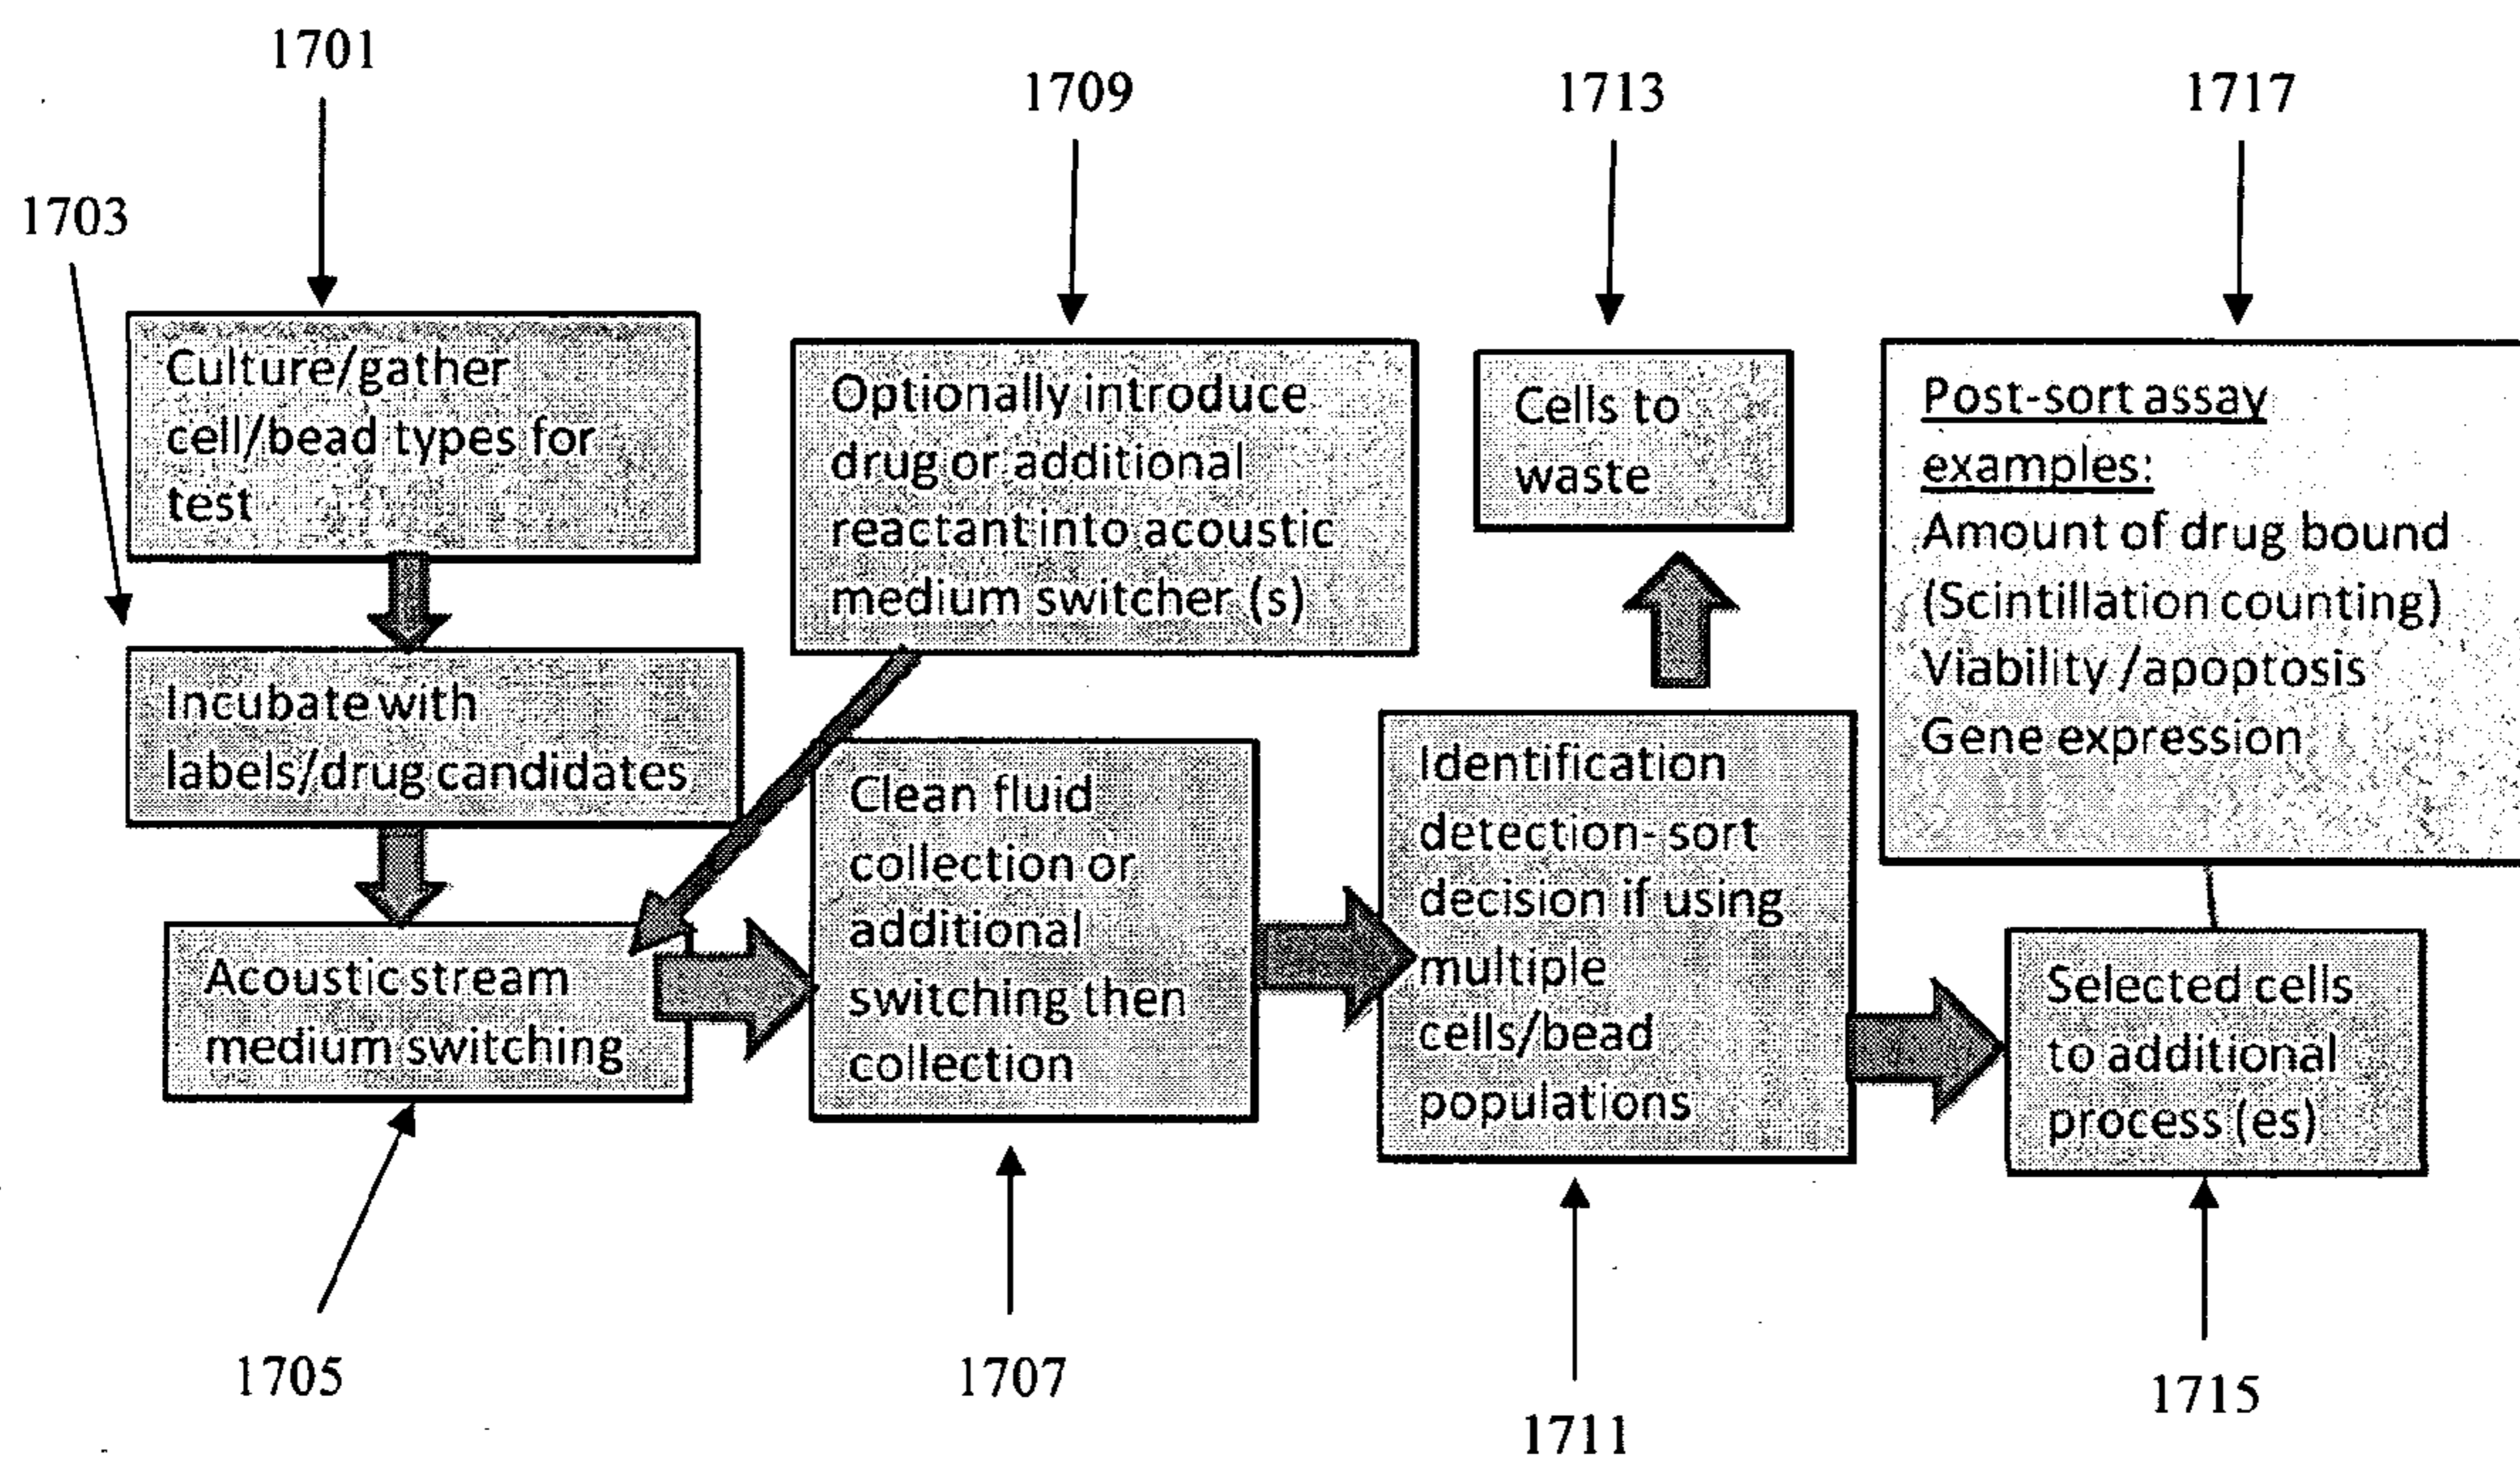 1701
1709
1713
1717
1703
Culture/gather
cell/bead types for
test
Optionally introduce
drug or additional
reactant into acoustic
medium switcher (s)
Cells to
waste
Post-sort assay
examples:
Amount of drug bound
(Scintillation counting)
Viability /apoptosis
Gene expression
Incubate with
labels/drug candidates
Acoustic stream
medium switching
Clean fluid
collection or
additional
switching then
collection
Identification
detection- sort
decision if using
multiple
cells/bead
populations
Selected cells
to additional
process (es)
1705
1707
1711
1715